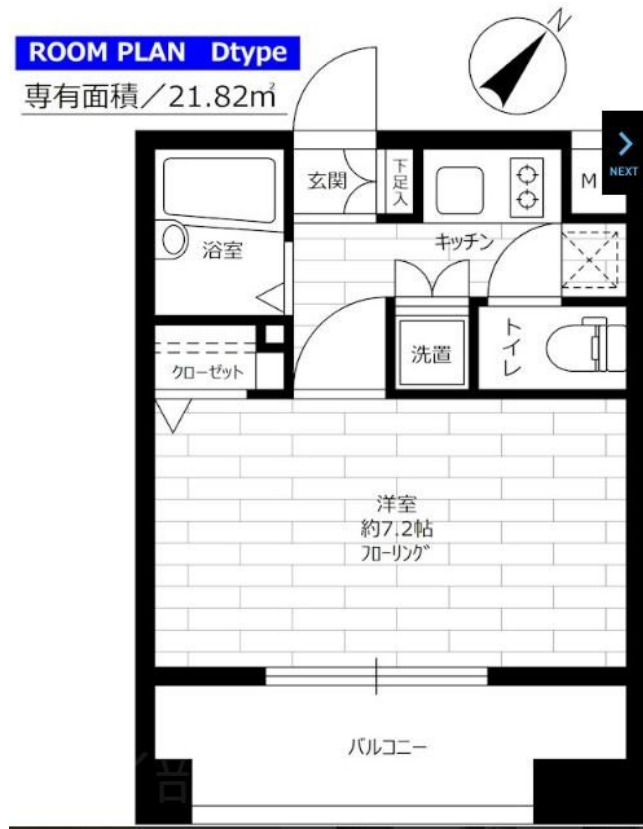 ROOM PLAN Dtype
専有面積／21.82㎡
N
NEXT
玄関
下足入
M
浴室
キッチン
クローゼット
洗置
トイレ
洋室
約7.2帖
フローリング
バルコニー